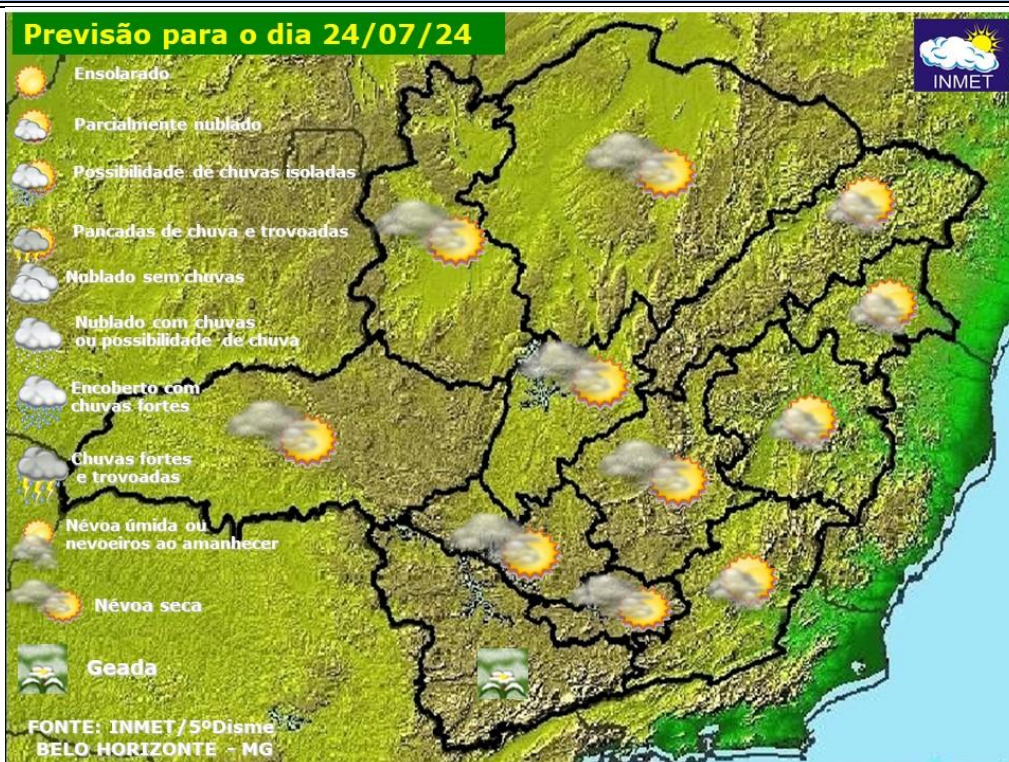 Previsão para o dia 24/07/24
INMET
Ensolarado
Parcialmente nublado
Possibilidade de chuvas isoladas
Pancadas de chuva e trovoadas
Nublado sem chuvas
Nublado com chuvas
ou possibilidade de chuva
Encoberto com
chuvas fortes
Chuvas fortes
e trovoadas
Névoa úmida ou
nevoeiros ao amanhecer
Névoa seca
Geada
FONTE: INMET/5ºDisme
BELO HORIZONTE - MG